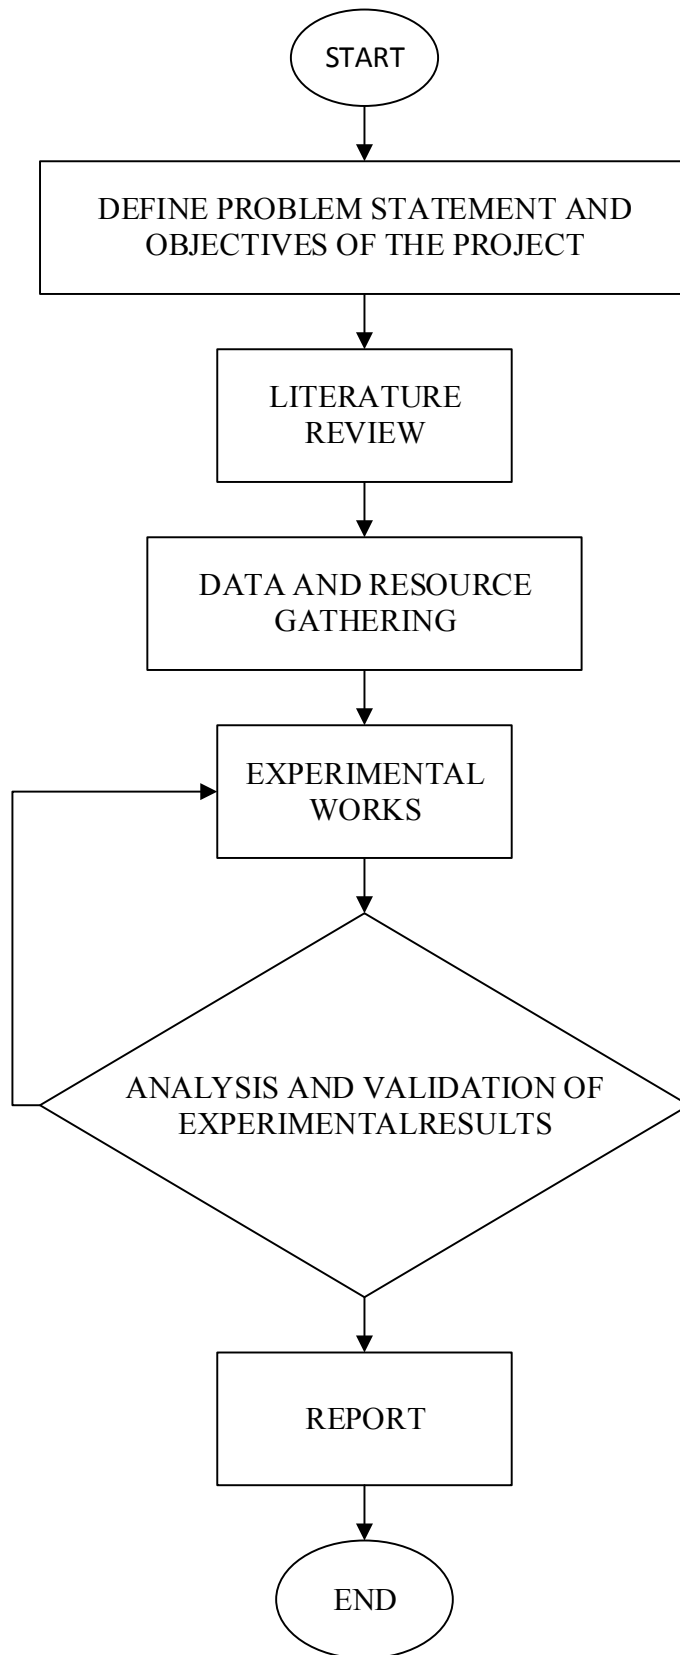 START
DEFINE PROBLEM STATEMENT AND
OBJECTIVES OF THE PROJECT
LITERATURE
REVIEW
DATA AND RESOURCE
GATHERING
EXPERIMENTAL
WORKS
ANALYSIS AND VALIDATION OF
EXPERIMENTALRESULTS
REPORT
END